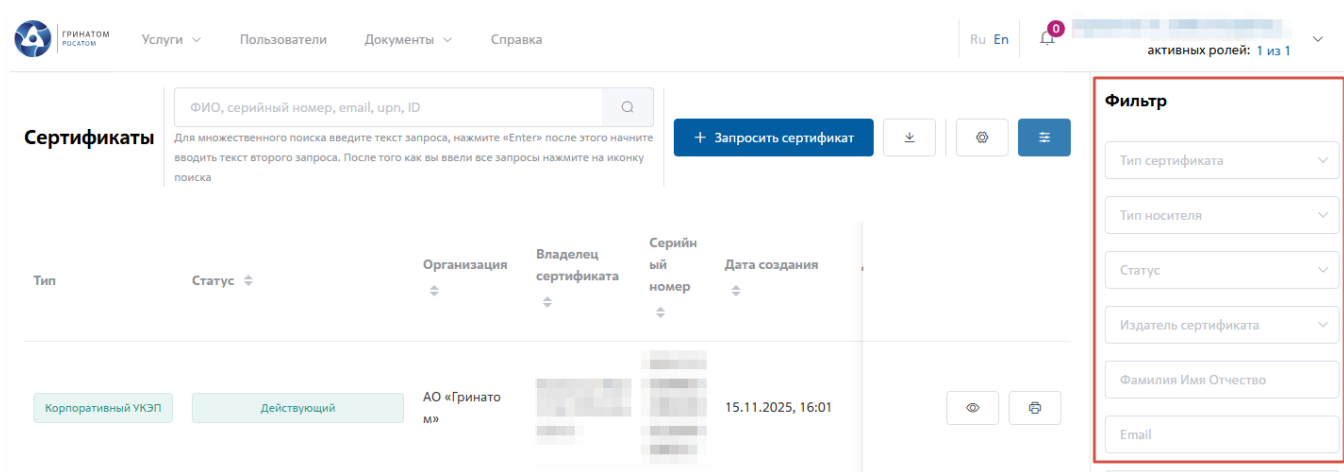 ГРИНАТОМ
РОСАТОМ
Услуги
Пользователи
Документы
Справка
Ru En
0
активных ролей: 1 из 1
Сертификаты
ФИО, серийный номер, email, upn, ID
Для множественного поиска введите текст запроса, нажмите «Enter» после этого начните
вводить текст второго запроса. После того как вы ввели все запросы нажмите на иконку
поиска
+ Запросить сертификат
Тип
Статус
Организация
Владелец
сертификата
Серийн
ый
номер
Дата создания
Корпоративный УКЭП
Действующий
АО «Гринато
м»
15.11.2025, 16:01
Фильтр
Тип сертификата
Тип носителя
Статус
Издатель сертификата
Фамилия Имя Отчество
Email